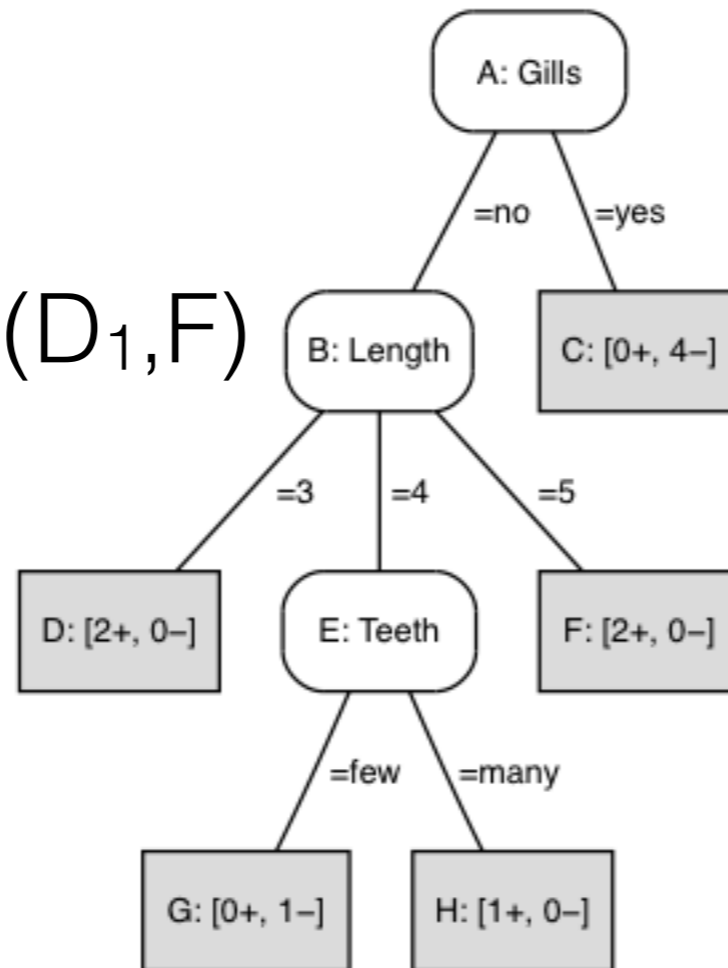 A: Gills
=no =yes
(D₁,F)
B: Length
C: [0+, 4−]
=3 =4 =5
D: [2+, 0−]
E: Teeth
F: [2+, 0−]
=few =many
G: [0+, 1−]
H: [1+, 0−]